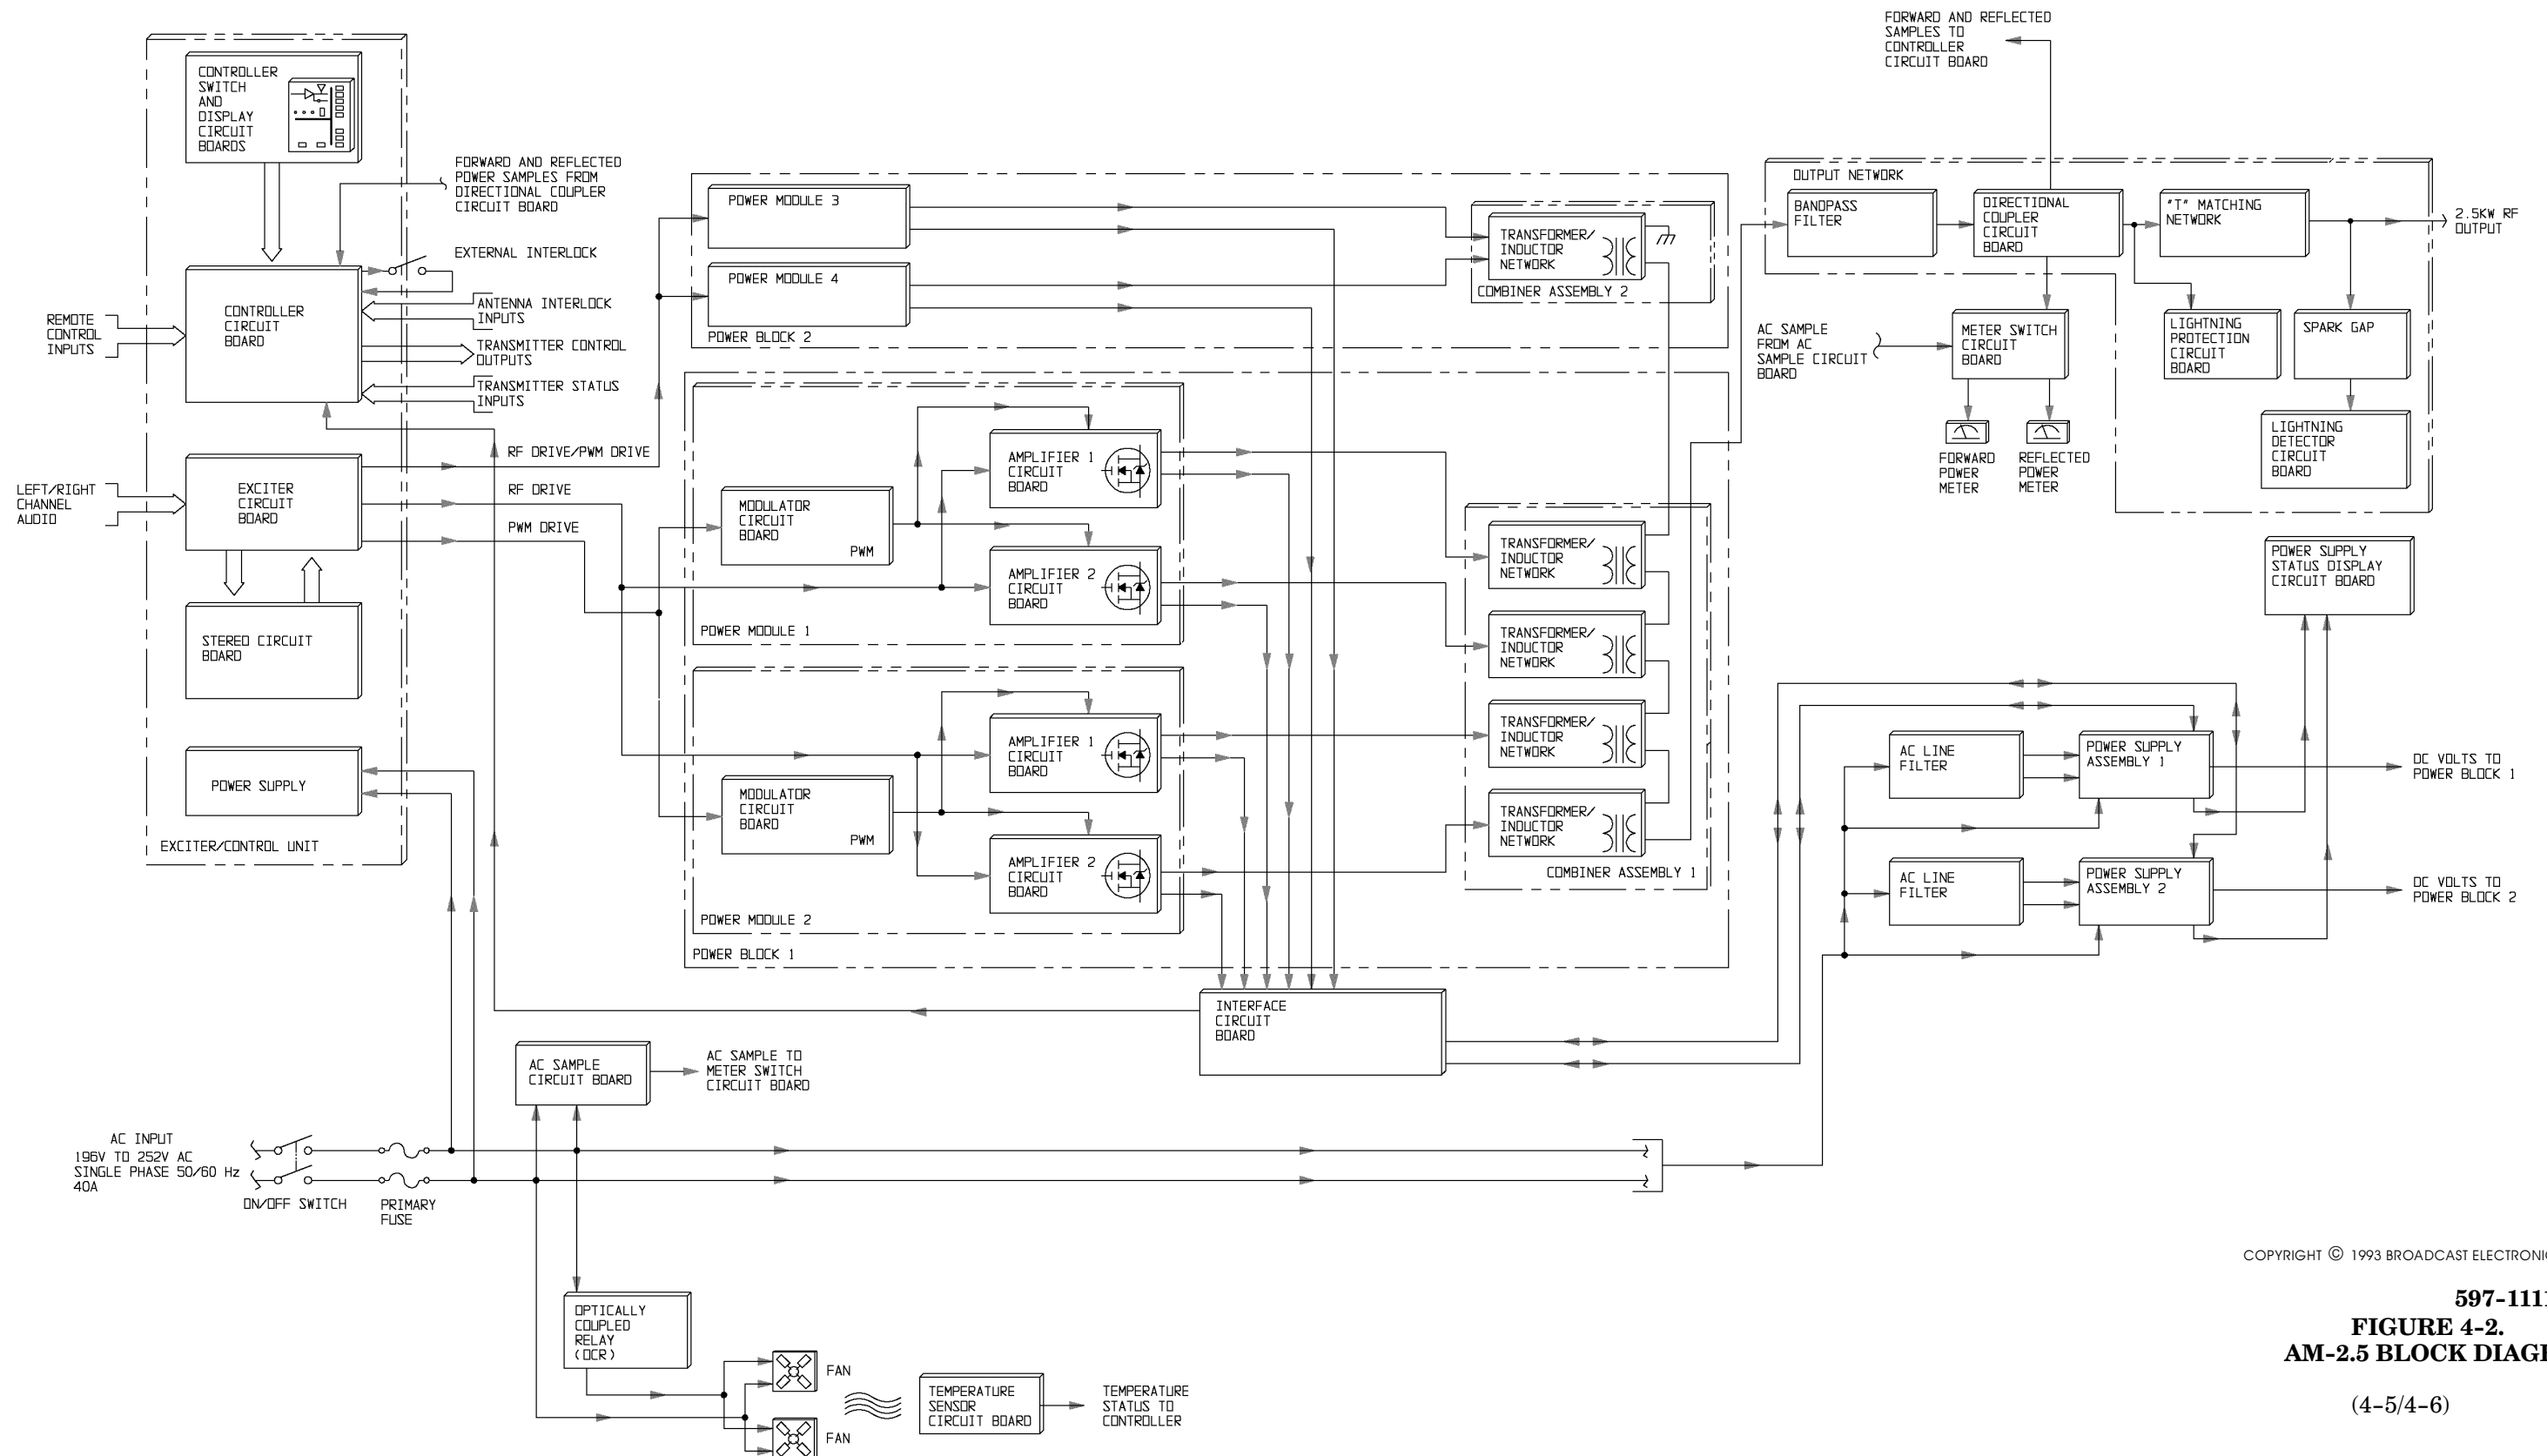 FORWARD AND REFLECTED
SAMPLES TO
CONTROLLER
CIRCUIT BOARD
CONTROLLER
SWITCH
AND
DISPLAY
CIRCUIT
BOARDS
FORWARD AND REFLECTED
POWER SAMPLES FROM
DIRECTIONAL COUPLER
CIRCUIT BOARD
EXTERNAL INTERLOCK
CONTROLLER
CIRCUIT
BOARD
ANTENNA INTERLOCK
INPUTS
REMOTE
CONTROL
INPUTS
TRANSMITTER CONTROL
OUTPUTS
TRANSMITTER STATUS
INPUTS
RF DRIVE/PWM DRIVE
EXCITER
CIRCUIT
BOARD
RF DRIVE
LEFT/RIGHT
CHANNEL
AUDIO
PWM DRIVE
STEREO CIRCUIT
BOARD
POWER SUPPLY
EXCITER/CONTROL UNIT
POWER MODULE 3
POWER MODULE 4
POWER BLOCK 2
TRANSFORMER/
INDUCTOR
NETWORK
COMBINER ASSEMBLY 2
MODULATOR
CIRCUIT
BOARD
PWM
AMPLIFIER 1
CIRCUIT
BOARD
AMPLIFIER 2
CIRCUIT
BOARD
POWER MODULE 1
MODULATOR
CIRCUIT
BOARD
PWM
AMPLIFIER 1
CIRCUIT
BOARD
AMPLIFIER 2
CIRCUIT
BOARD
POWER MODULE 2
POWER BLOCK 1
TRANSFORMER/
INDUCTOR
NETWORK
TRANSFORMER/
INDUCTOR
NETWORK
TRANSFORMER/
INDUCTOR
NETWORK
TRANSFORMER/
INDUCTOR
NETWORK
COMBINER ASSEMBLY 1
OUTPUT NETWORK
BANDPASS
FILTER
DIRECTIONAL
COUPLER
CIRCUIT
BOARD
"T" MATCHING
NETWORK
2.5KW RF
OUTPUT
AC SAMPLE
FROM AC
SAMPLE CIRCUIT
BOARD
METER SWITCH
CIRCUIT
BOARD
LIGHTNING
PROTECTION
CIRCUIT
BOARD
SPARK GAP
FORWARD
POWER
METER
REFLECTED
POWER
METER
LIGHTNING
DETECTOR
CIRCUIT
BOARD
POWER SUPPLY
STATUS DISPLAY
CIRCUIT BOARD
AC LINE
FILTER
POWER SUPPLY
ASSEMBLY 1
DC VOLTS TO
POWER BLOCK 1
AC LINE
FILTER
POWER SUPPLY
ASSEMBLY 2
DC VOLTS TO
POWER BLOCK 2
INTERFACE
CIRCUIT
BOARD
AC SAMPLE
CIRCUIT BOARD
AC SAMPLE TO
METER SWITCH
CIRCUIT BOARD
AC INPUT
196V TO 252V AC
SINGLE PHASE 50/60 Hz
40A
ON/OFF SWITCH
PRIMARY
FUSE
OPTICALLY
COUPLED
RELAY
(OCR)
FAN
FAN
TEMPERATURE
SENSOR
CIRCUIT BOARD
TEMPERATURE
STATUS TO
CONTROLLER
COPYRIGHT © 1993 BROADCAST
597-111
FIGURE 4-2.
AM-2.5 BLOCK
(4-5/4-6)